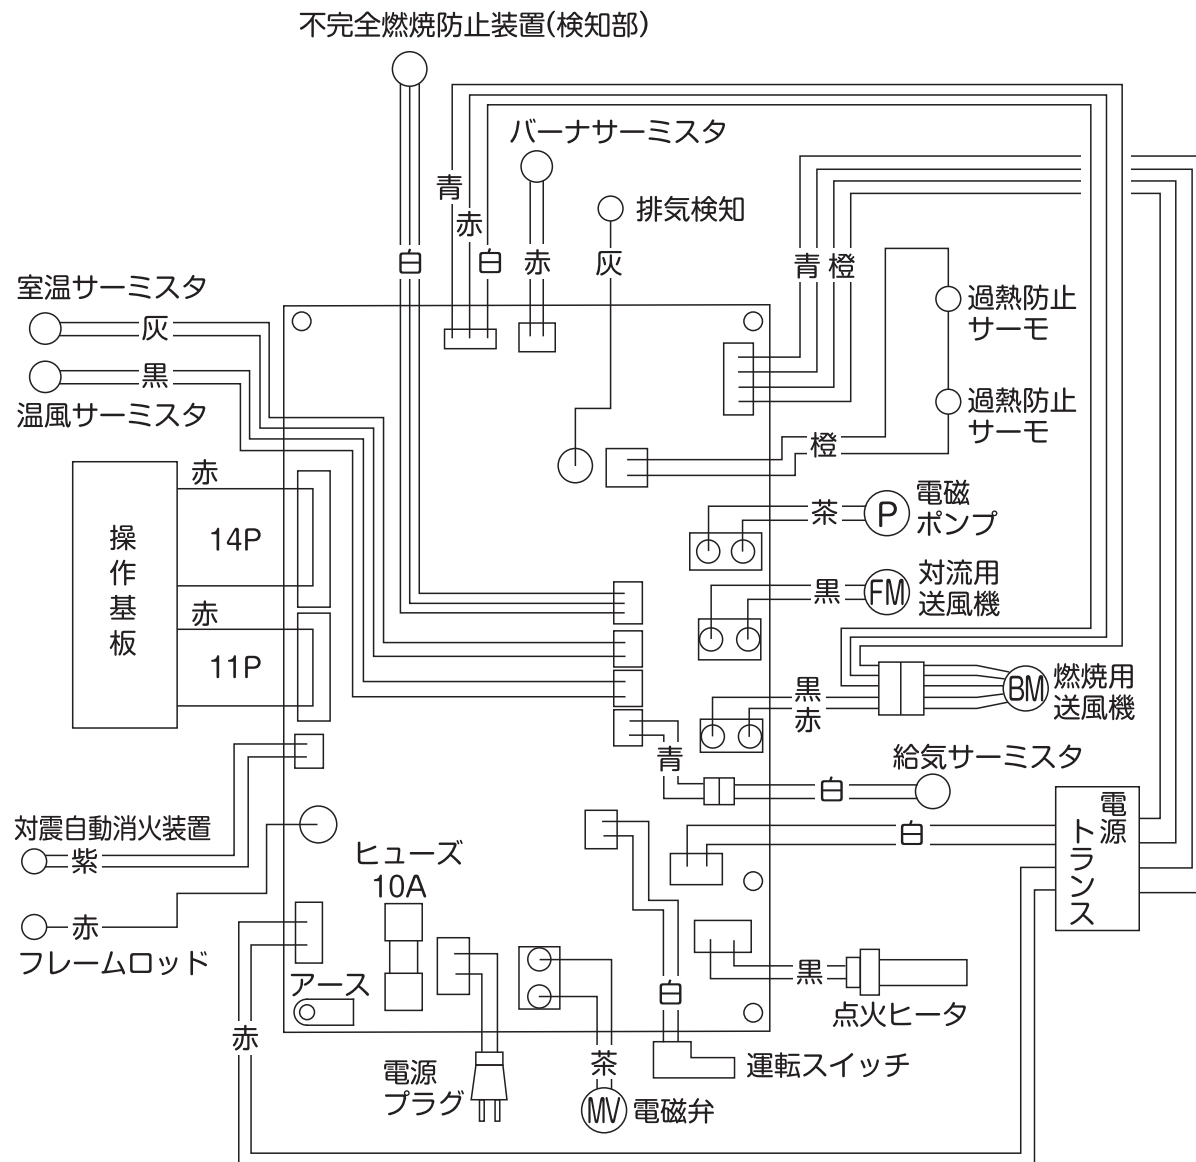 不完全燃焼防止装置(検知部)
バーナサーミスタ
青
赤
白
白
赤
排気検知
灰
青
橙
室温サーミスタ
灰
黒
温風サーミスタ
過熱防止
サーモ
過熱防止
サーモ
橙
赤
14P
赤
11P
操作基板
茶
P
電磁
ポンプ
黒
FM
対流用
送風機
黒
赤
BM
燃焼用
送風機
青
白
給気サーミスタ
対震自動消火装置
紫
赤
フレームロッド
ヒューズ
10A
白
電源
トランス
アース
赤
白
黒
点火ヒータ
電源
プラグ
茶
MV
電磁弁
運転スイッチ